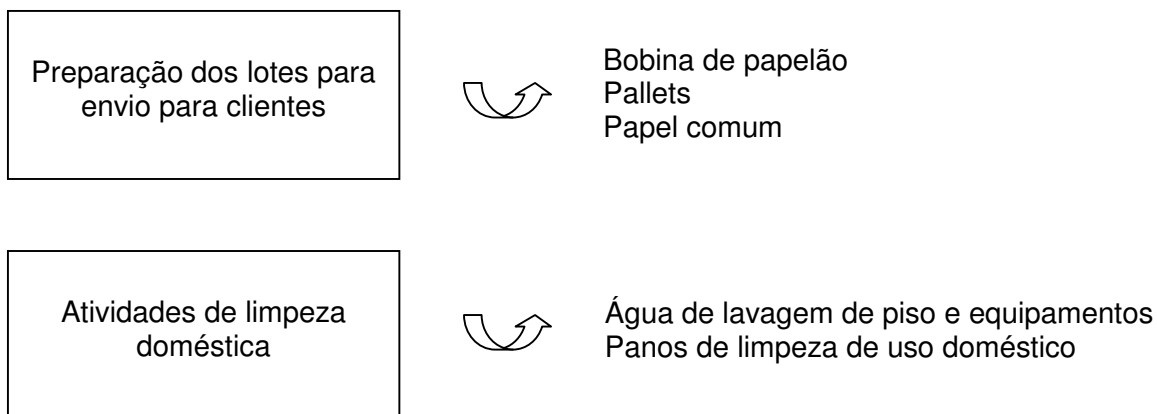 Preparação dos lotes para
envio para clientes
Bobina de papelão
Pallets
Papel comum
Atividades de limpeza
doméstica
Água de lavagem de piso e equipamentos
Panos de limpeza de uso doméstico